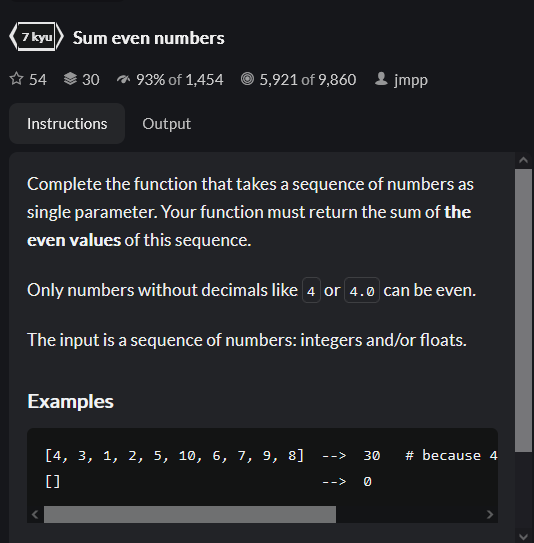 7 kyu Sum even numbers
54 30 93% of 1,454 5,921 of 9,860 jmpp
Instructions Output
Complete the function that takes a sequence of numbers as
single parameter. Your function must return the sum of the
even values of this sequence.
Only numbers without decimals like 4 or 4.0 can be even.
The input is a sequence of numbers: integers and/or floats.
Examples
[4, 3, 1, 2, 5, 10, 6, 7, 9, 8] --> 30 # because 4
[] --> 0